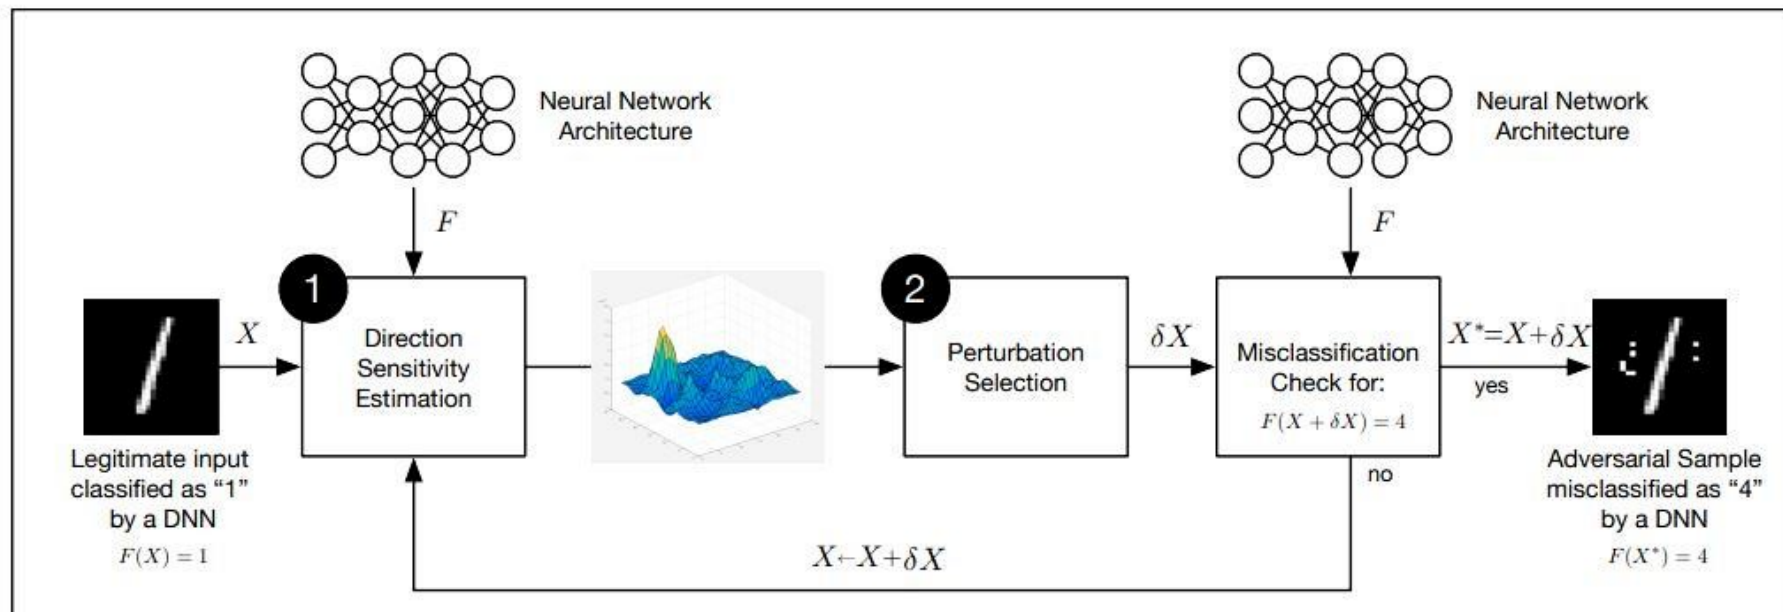 Neural Network
Architecture
Neural Network
Architecture
F
F
1
2
X
Direction
Sensitivity
Estimation
Perturbation
Selection
δX
Misclassification
Check for:
F(X + δX) = 4
X*=X+δX
yes
no
Legitimate input
classified as “1”
by a DNN
F(X) = 1
Adversarial Sample
misclassified as “4”
by a DNN
F(X*) = 4
X←X+δX